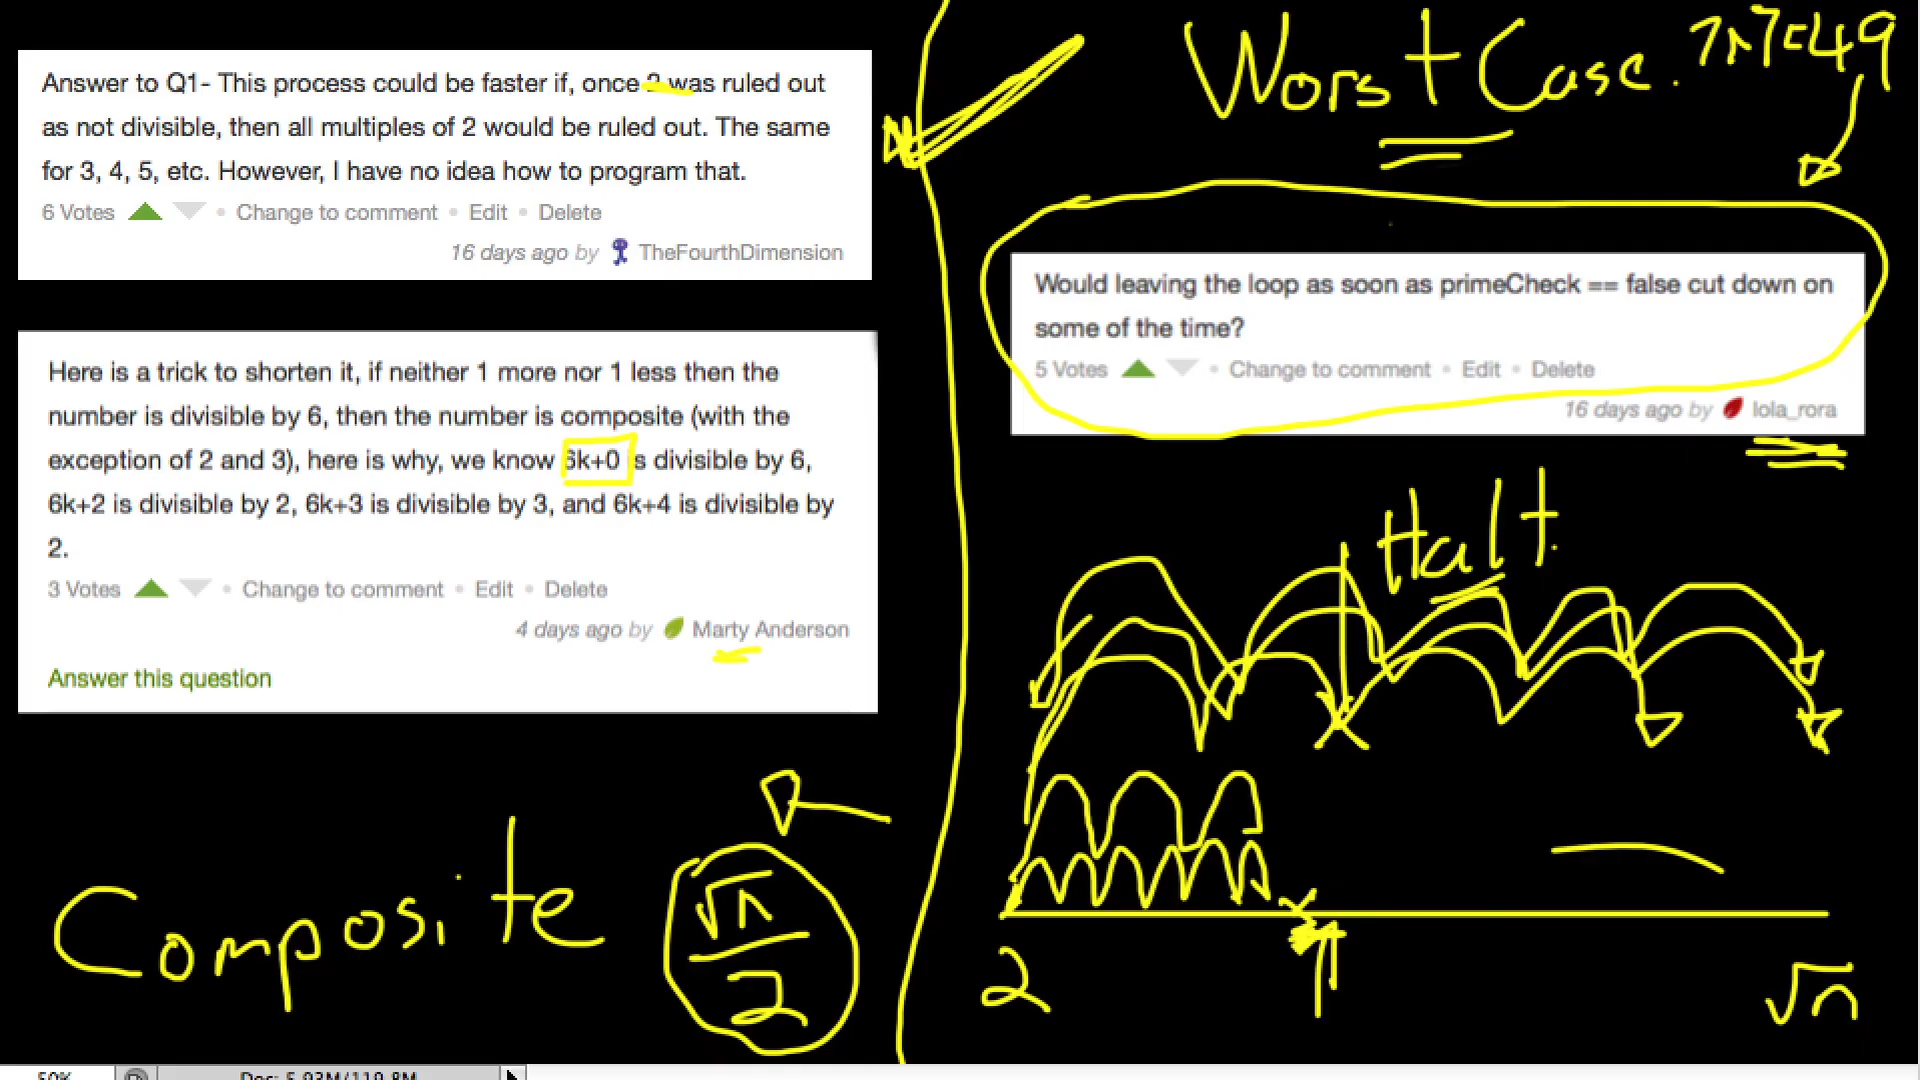 Answer to Q1- This process could be faster if, once 2 was ruled out
as not divisible, then all multiples of 2 would be ruled out. The same
for 3, 4, 5, etc. However, I have no idea how to program that.
6 Votes • Change to comment • Edit • Delete
16 days ago by TheFourthDimension
Here is a trick to shorten it, if neither 1 more nor 1 less then the
number is divisible by 6, then the number is composite (with the
exception of 2 and 3), here is why, we know 6k+0 is divisible by 6,
6k+2 is divisible by 2, 6k+3 is divisible by 3, and 6k+4 is divisible by
2.
3 Votes • Change to comment • Edit • Delete
4 days ago by Marty Anderson
Answer this question
Composite
√n
2
Worst Case. 7x7=49
Would leaving the loop as soon as primeCheck == false cut down on
some of the time?
5 Votes • Change to comment • Edit • Delete
16 days ago by lola_rora
Halt
2
√n
50%
Doc: 5.93M/119.8M